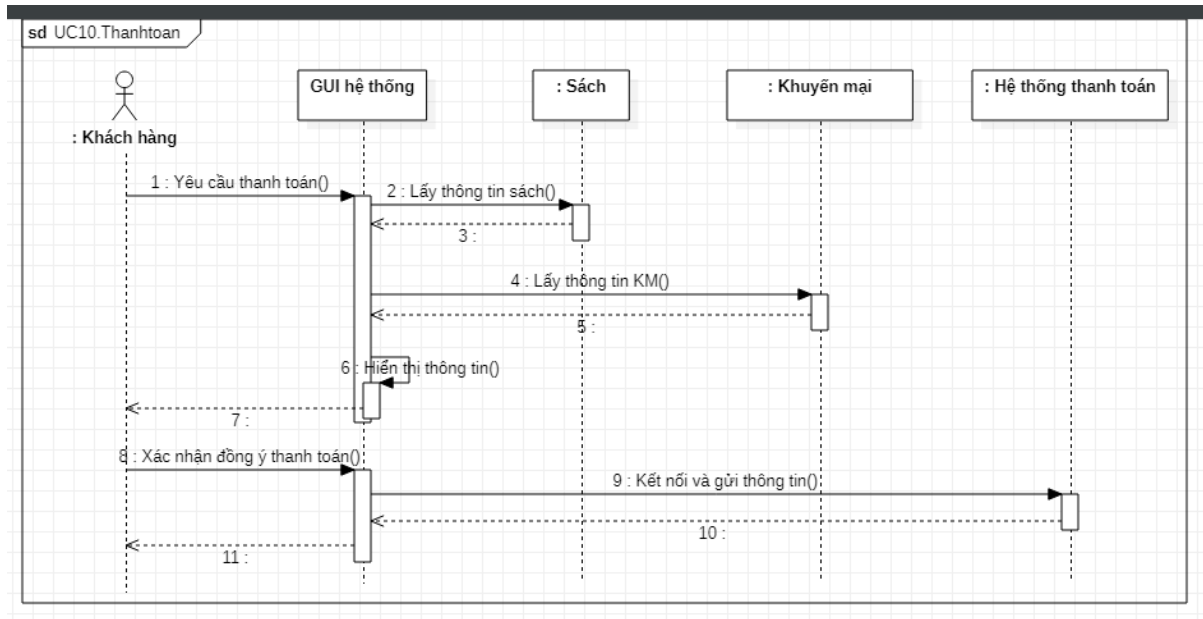 sd UC10.Thanhtoan
GUI hệ thống
: Sách
: Khuyến mại
: Hệ thống thanh toán
: Khách hàng
1 : Yêu cầu thanh toán()
2 : Lấy thông tin sách()
3 :
4 : Lấy thông tin KM()
5 :
6 : Hiển thị thông tin()
7 :
8 : Xác nhận đồng ý thanh toán()
9 : Kết nối và gửi thông tin()
10 :
11 :